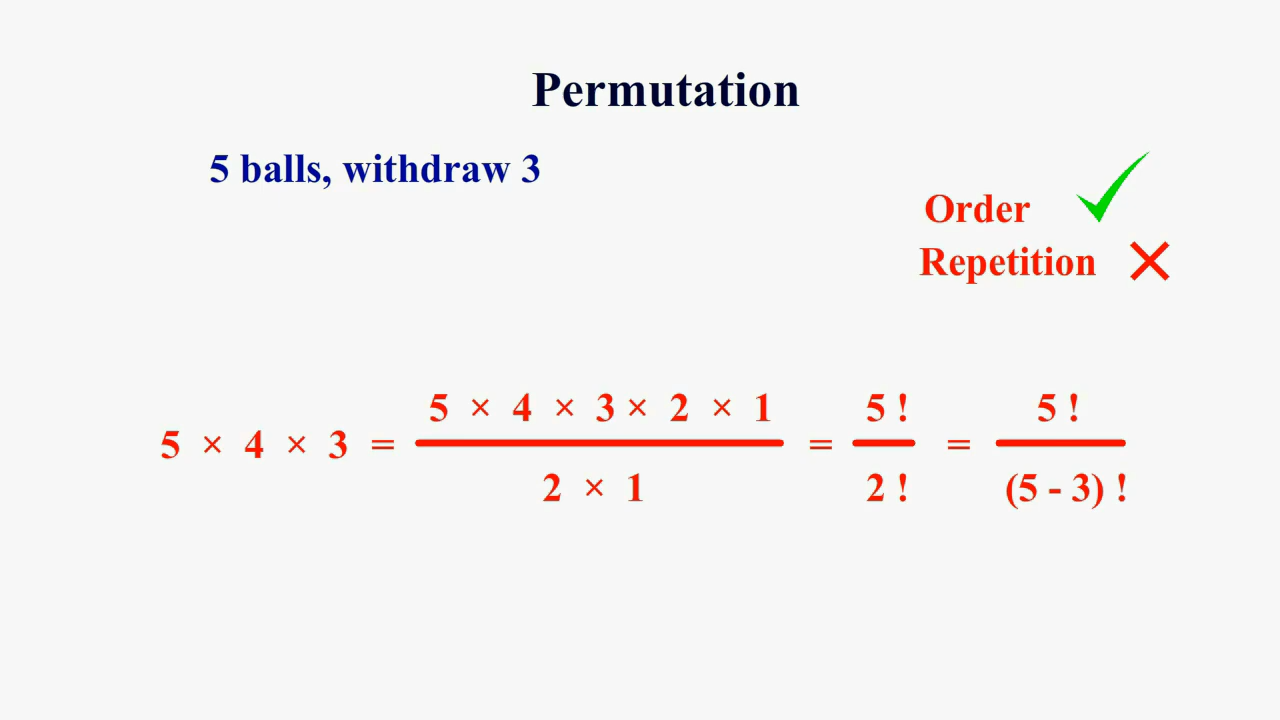 Permutation
5 balls, withdraw 3
Order
Repetition
5 × 4 × 3 = 5 × 4 × 3 × 2 × 1 = 5 ! = 5 !
2 × 1 2 ! (5 - 3) !